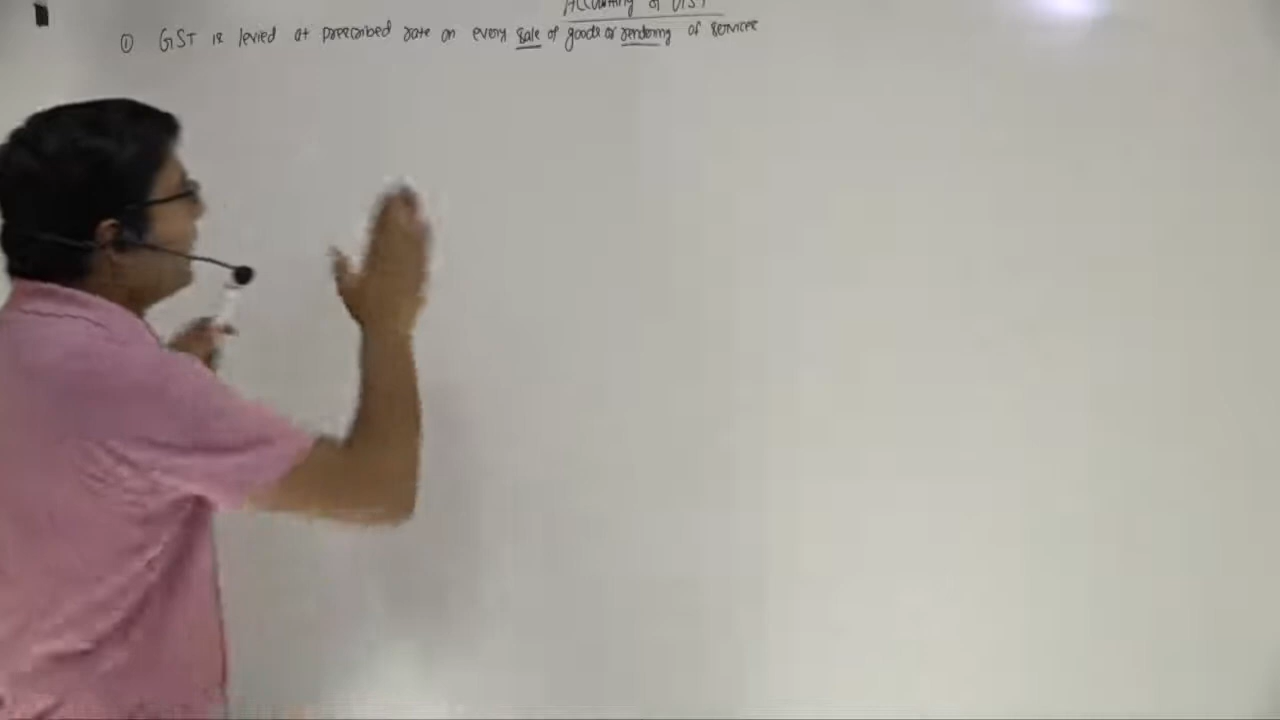 Accounting of GST
① GST is levied at prescribed rate on every sale of goods or rendering of services